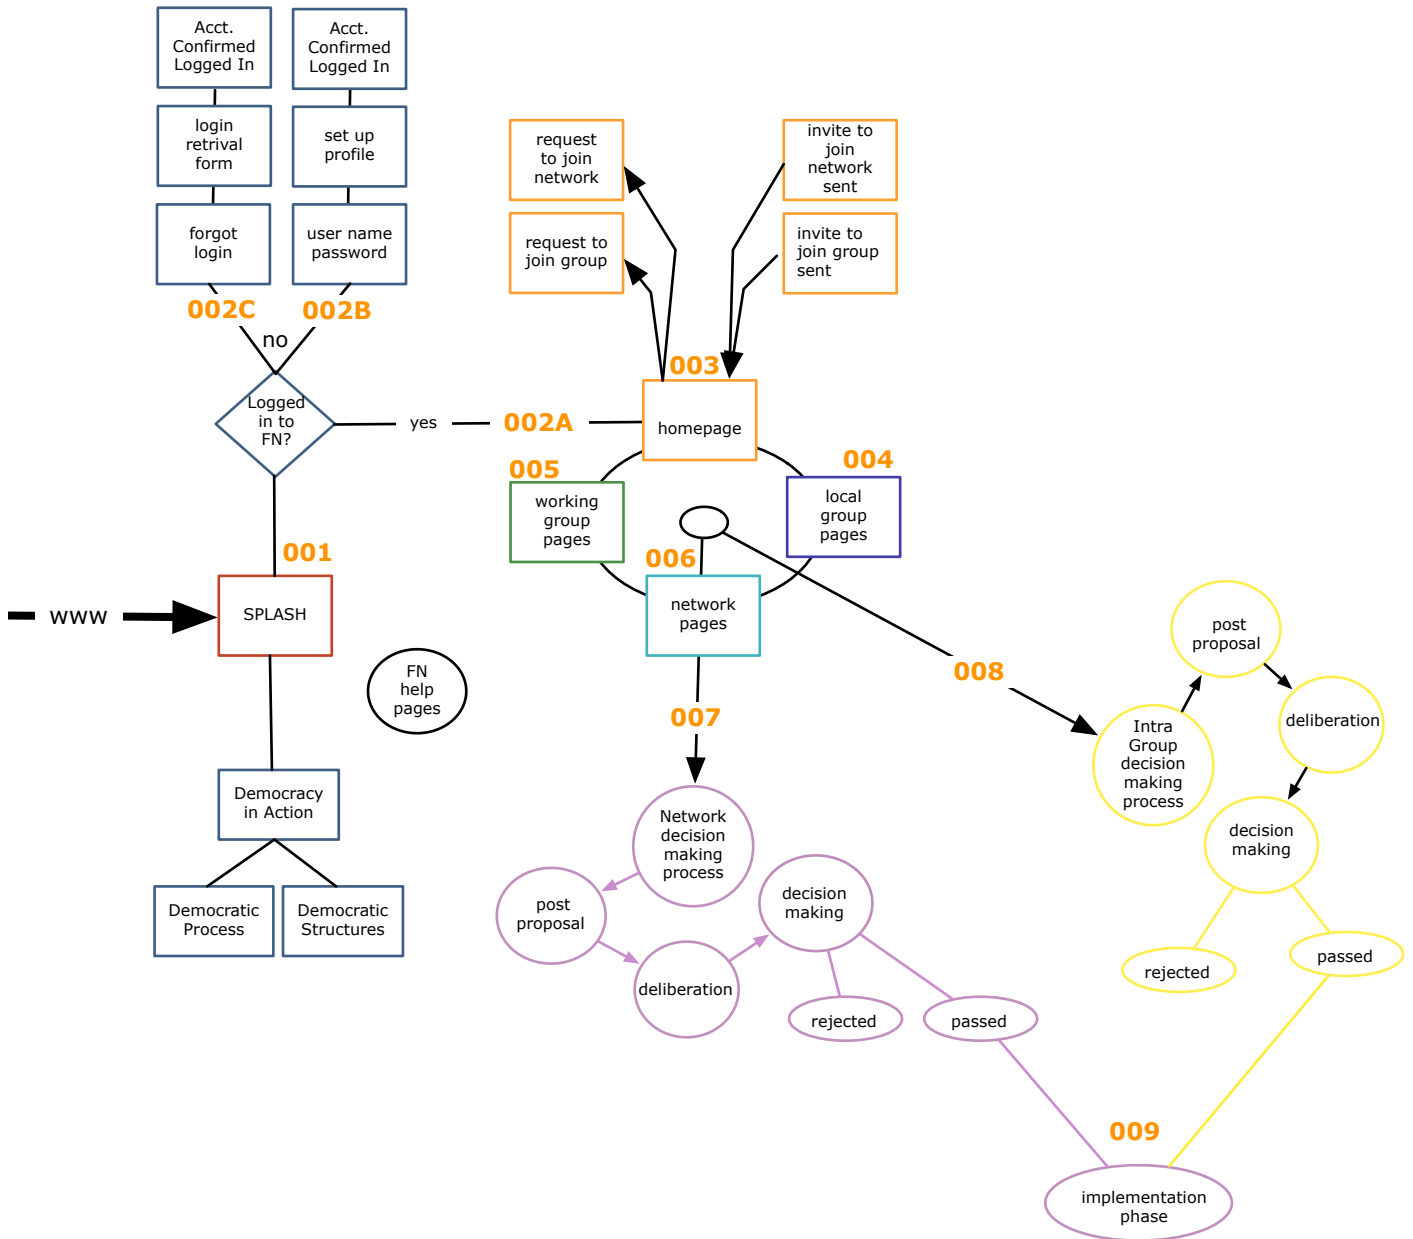 Acct.
Confirmed
Logged In
Acct.
Confirmed
Logged In
login
retrival
form
set up
profile
forgot
login
user name
password
002C
002B
no
Logged
in to
FN?
yes
002A
request
to join
network
request to
join group
invite to
join
network
sent
invite to
join group
sent
003
homepage
005
working
group
pages
004
local
group
pages
006
network
pages
001
SPLASH
www
FN
help
pages
Democracy
in Action
Democratic
Process
Democratic
Structures
007
Network
decision
making
process
post
proposal
deliberation
decision
making
rejected
passed
008
Intra
Group
decision
making
process
post
proposal
deliberation
decision
making
rejected
passed
009
implementation
phase